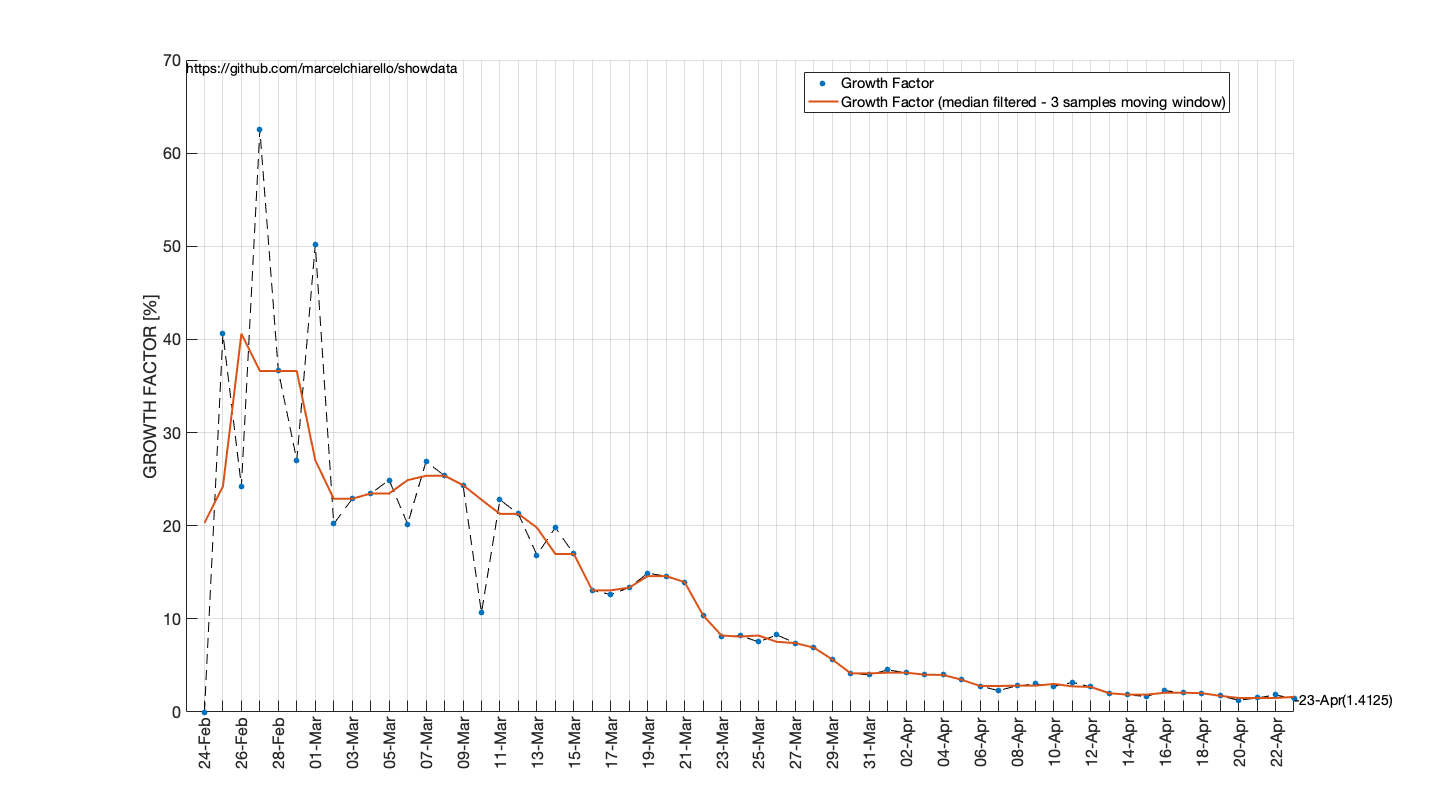 70
https://github.com/marcelchiarello/showdata
Growth Factor
Growth Factor (median filtered - 3 samples moving window)
60
50
40
30
20
10
0
GROWTH FACTOR [%]
23-Apr(1.4125)
24-Feb
26-Feb
28-Feb
01-Mar
03-Mar
05-Mar
07-Mar
09-Mar
11-Mar
13-Mar
15-Mar
17-Mar
19-Mar
21-Mar
23-Mar
25-Mar
27-Mar
29-Mar
31-Mar
02-Apr
04-Apr
06-Apr
08-Apr
10-Apr
12-Apr
14-Apr
16-Apr
18-Apr
20-Apr
22-Apr